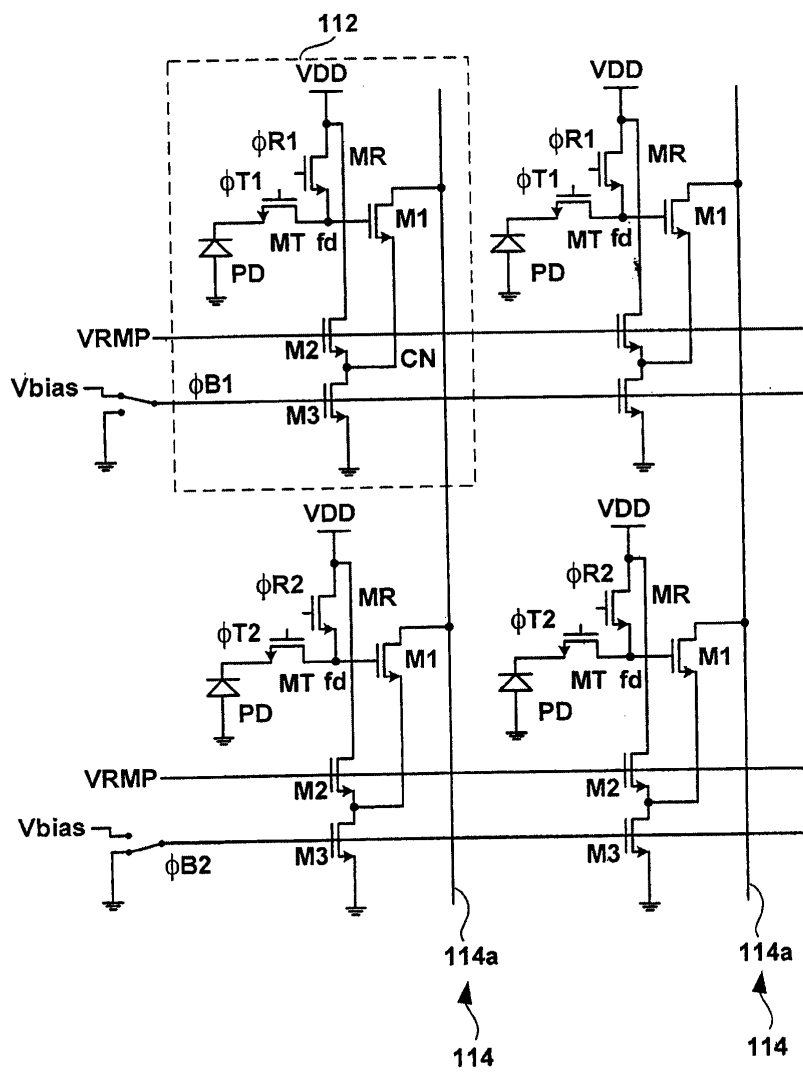 112
VDD
VDD
ϕR1
MR
ϕR1
MR
ϕT1
ϕT1
M1
M1
MT fd
MT fd
PD
PD
VRMP
M2
CN
Vbias
ϕB1
M3
VDD
VDD
ϕR2
MR
ϕR2
MR
ϕT2
ϕT2
M1
M1
MT fd
MT fd
PD
PD
VRMP
M2
M2
Vbias
ϕB2
M3
M3
114a
114a
114
114